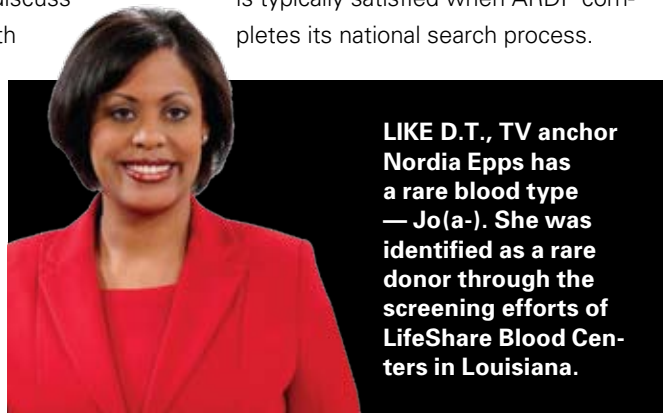 discuss
th
is typically satisfied when ARDP com-
pletes its national search process.
LIKE D.T., TV anchor
Nordia Epps has
a rare blood type
— Jo(a-). She was
identified as a rare
donor through the
screening efforts of
LifeShare Blood Cen-
ters in Louisiana.